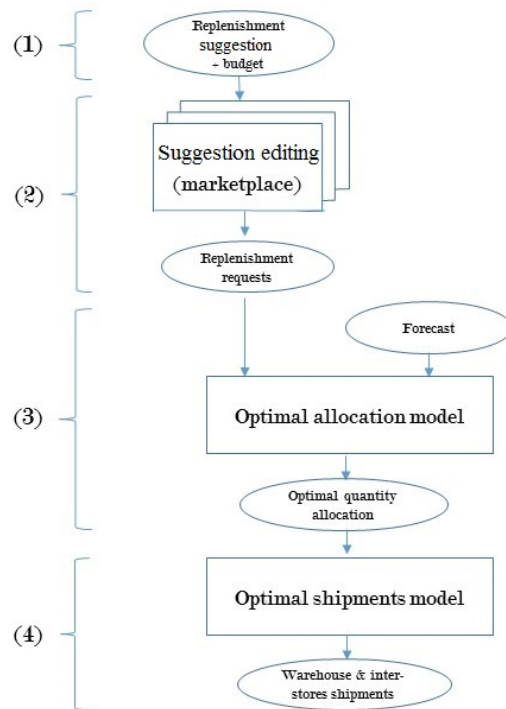 (1)
Replenishment
suggestion
+ budget
(2)
Suggestion editing
(marketplace)
Replenishment
requests
(3)
Forecast
Optimal allocation model
Optimal quantity
allocation
(4)
Optimal shipments model
Warehouse & inter-
stores shipments